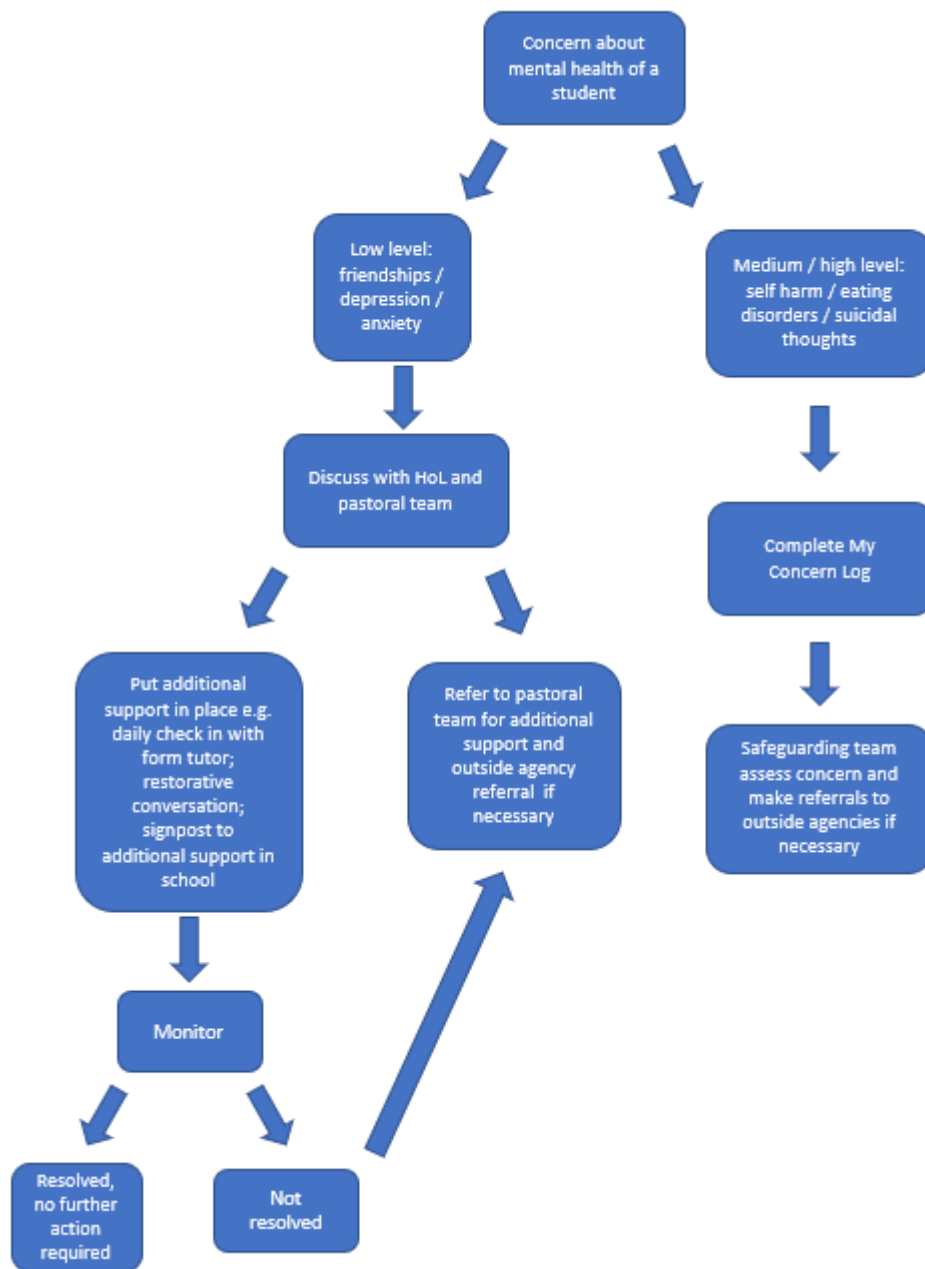 Concern about
mental health of a
student
Low level:
friendships /
depression /
anxiety
Medium / high level:
self harm / eating
disorders / suicidal
thoughts
Discuss with HoL and
pastoral team
Complete My
Concern Log
Put additional
support in place e.g.
daily check in with
form tutor;
restorative
conversation;
signpost to
additional support in
school
Refer to pastoral
team for additional
support and
outside agency
referral if
necessary
Safeguarding team
assess concern and
make referrals to
outside agencies if
necessary
Monitor
Resolved,
no further
action
required
Not
resolved